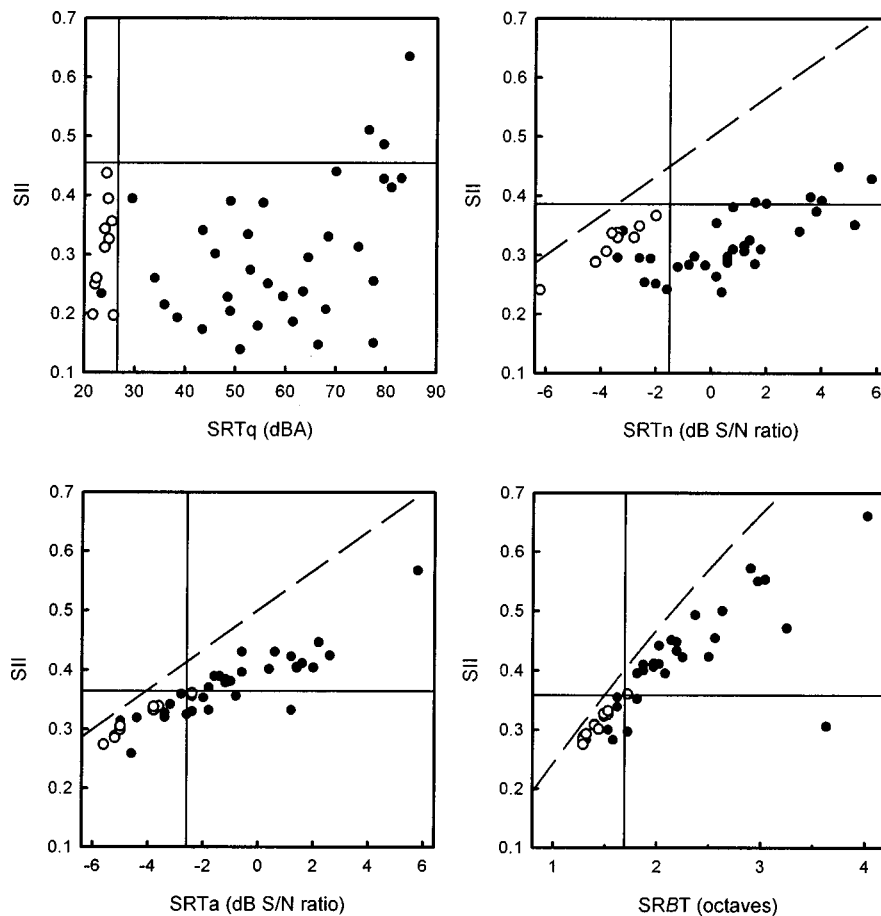 0.7
0.6
0.5
0.4
0.3
0.2
0.1
SII
20 30 40 50 60 70 80 90
SRTq (dBA)
0.7
0.6
0.5
0.4
0.3
0.2
0.1
SII
-6 -4 -2 0 2 4 6
SRTn (dB S/N ratio)
0.7
0.6
0.5
0.4
0.3
0.2
0.1
SII
-6 -4 -2 0 2 4 6
SRTa (dB S/N ratio)
0.7
0.6
0.5
0.4
0.3
0.2
0.1
SII
1 2 3 4
SRBT (octaves)